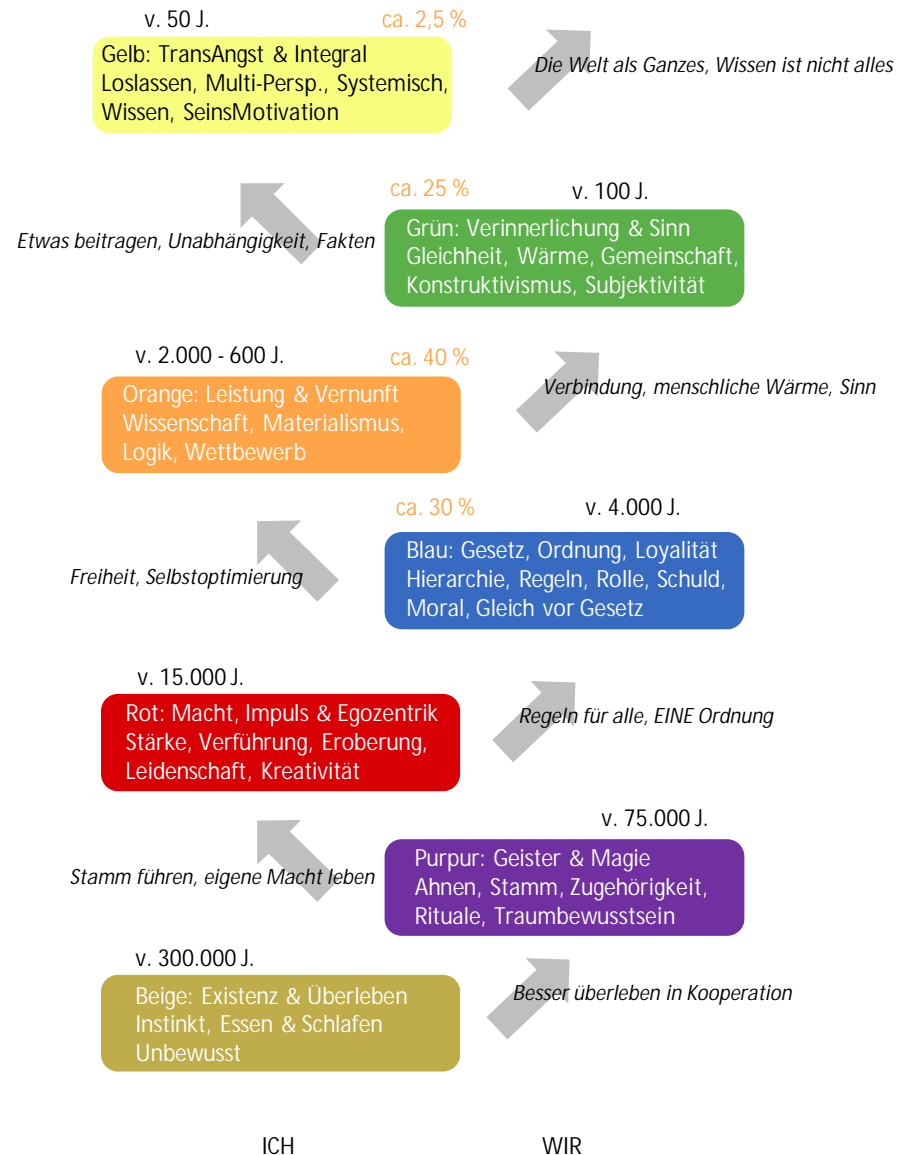 v. 50 J.
ca. 2,5 %
Gelb: TransAngst & Integral
Loslassen, Multi-Persp., Systemisch,
Wissen, SeinsMotivation
Die Welt als Ganzes, Wissen ist nicht alles
ca. 25 %
v. 100 J.
Etwas beitragen, Unabhängigkeit, Fakten
Grün: Verinnerlichung & Sinn
Gleichheit, Wärme, Gemeinschaft,
Konstruktivismus, Subjektivität
v. 2.000 - 600 J.
ca. 40 %
Orange: Leistung & Vernunft
Wissenschaft, Materialismus,
Logik, Wettbewerb
Verbindung, menschliche Wärme, Sinn
ca. 30 %
v. 4.000 J.
Freiheit, Selbstoptimierung
Blau: Gesetz, Ordnung, Loyalität
Hierarchie, Regeln, Rolle, Schuld,
Moral, Gleich vor Gesetz
v. 15.000 J.
Rot: Macht, Impuls & Egozentrik
Stärke, Verführung, Eroberung,
Leidenschaft, Kreativität
Regeln für alle, EINE Ordnung
v. 75.000 J.
Stamm führen, eigene Macht leben
Purpur: Geister & Magie
Ahnen, Stamm, Zugehörigkeit,
Rituale, Traumbewusstsein
v. 300.000 J.
Beige: Existenz & Überleben
Instinkt, Essen & Schlafen
Unbewusst
Besser überleben in Kooperation
ICH
WIR